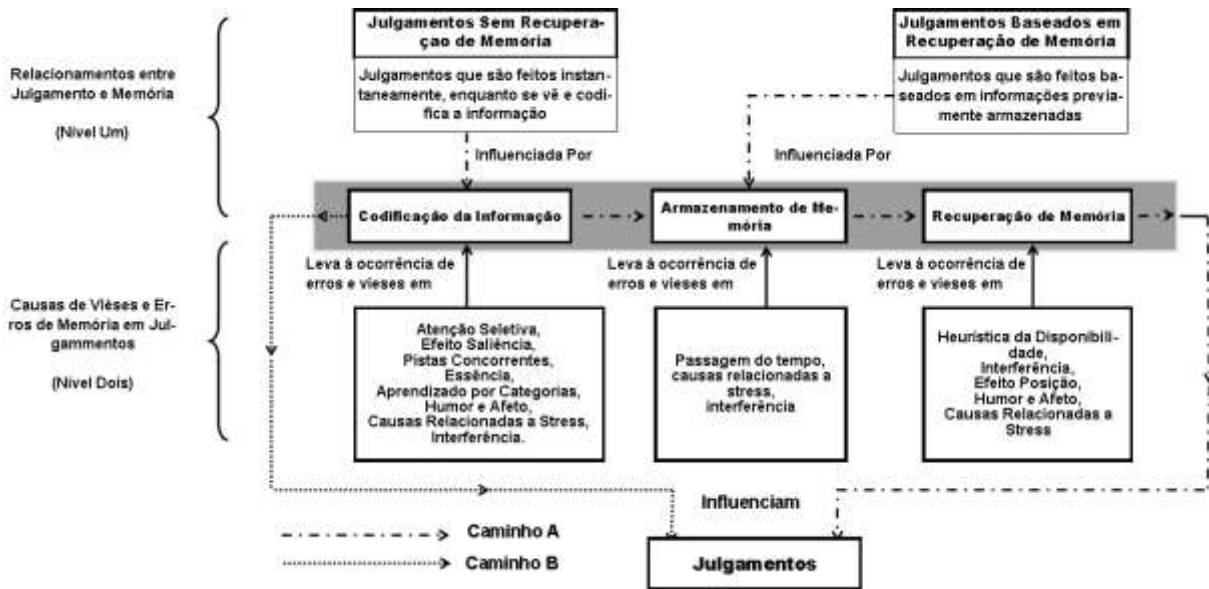 Julgamentos Sem Recupera-
çao de Memória
Julgamentos que são feitos instan-
taneamente, enquanto se vê e codi-
fica a informação
Julgamentos Baseados em
Recuperação de Memória
Julgamentos que são feitos ba-
seados em informações previa-
mente armazenadas
Relacionamentos entre
Julgamento e Memória
(Nível Um)
Influenciada Por
Influenciada Por
Codificação da Informação
Armazenamento de Me-
mória
Recuperação de Memória
Leva à ocorrência de
erros e vieses em
Leva à ocorrência de
erros e vieses em
Leva à ocorrência de
erros e vieses em
Causas de Vièses e Er-
ros de Memória em Jul-
gammentos
(Nível Dois)
Atenção Seletiva,
Efeito Saliência,
Pistas Concorrentes,
Essência,
Aprendizado por Categorias,
Humor e Afeto,
Causas Relacionadas a Stress,
Interferência.
Passagem do tempo,
causas relacionadas a
stress,
interferência
Heurística da Disponibili-
dade,
Interferência,
Efeito Posição,
Humor e Afeto,
Causas Relacionadas a
Stress
Influenciam
Caminho A
Caminho B
Julgamentos